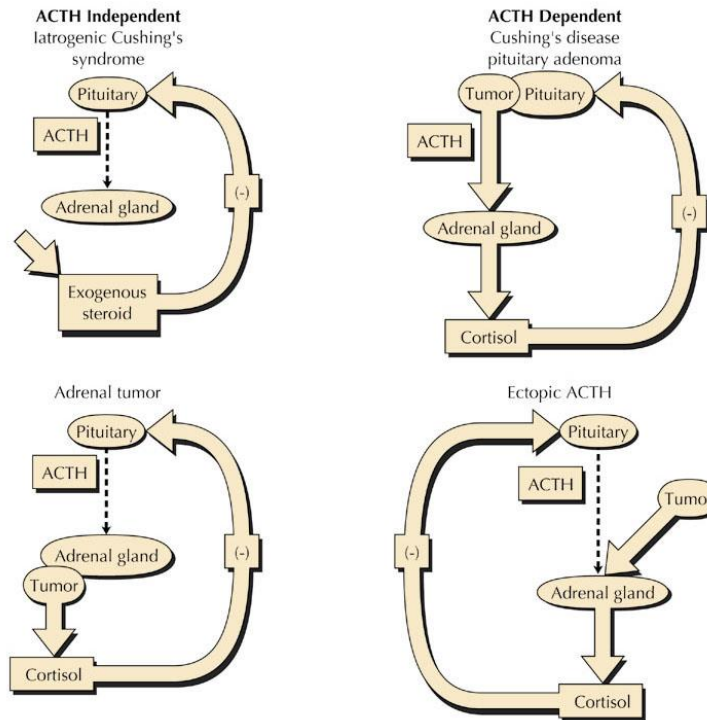 ACTH Independent
Iatrogenic Cushing's
syndrome
Pituitary
ACTH
Adrenal gland
(-)
Exogenous
steroid
ACTH Dependent
Cushing's disease
pituitary adenoma
Tumor
Pituitary
ACTH
Adrenal gland
(-)
Cortisol
Adrenal tumor
Pituitary
ACTH
Adrenal gland
Tumor
(-)
Cortisol
Ectopic ACTH
Pituitary
ACTH
Tumo
(-)
Adrenal gland
Cortisol